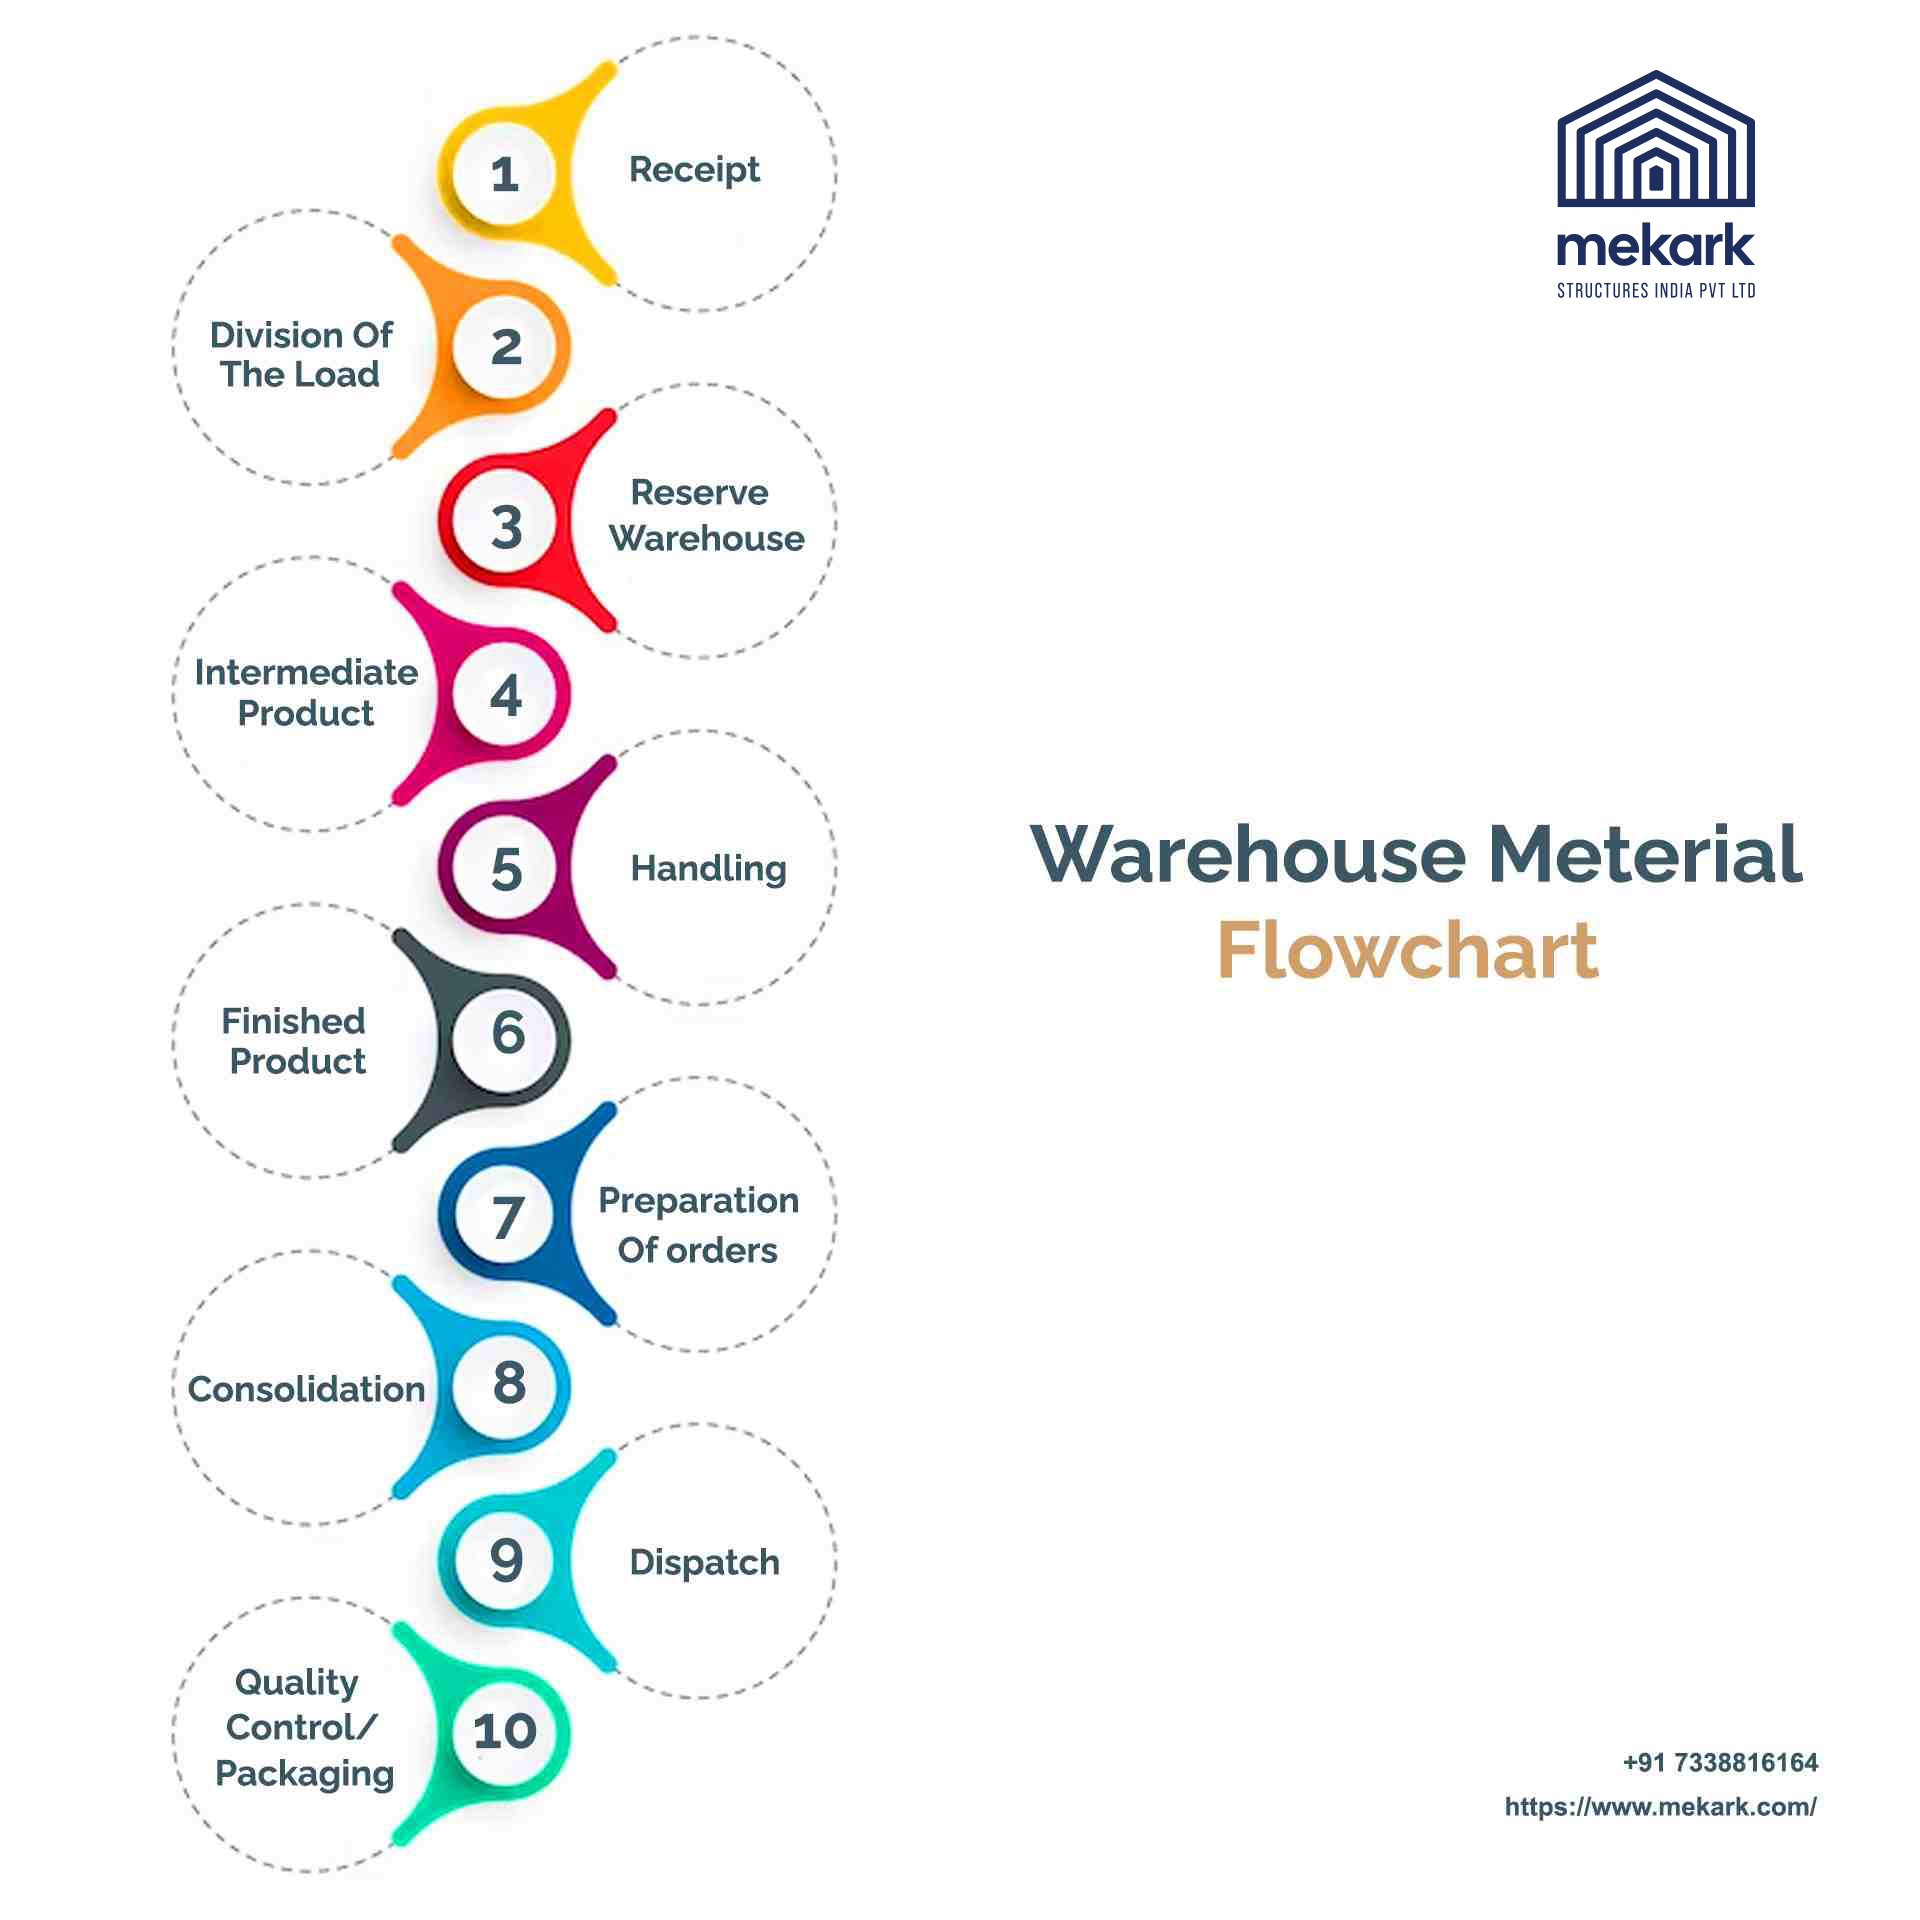 mekark
STRUCTURES INDIA PVT LTD
1
Receipt
2
Division Of
The Load
3
Reserve
Warehouse
4
Intermediate
Product
5
Handling
6
Finished
Product
7
Preparation
Of orders
8
Consolidation
9
Dispatch
10
Quality
Control/
Packaging
Warehouse Meterial
Flowchart
+91 7338816164
https://www.mekark.com/